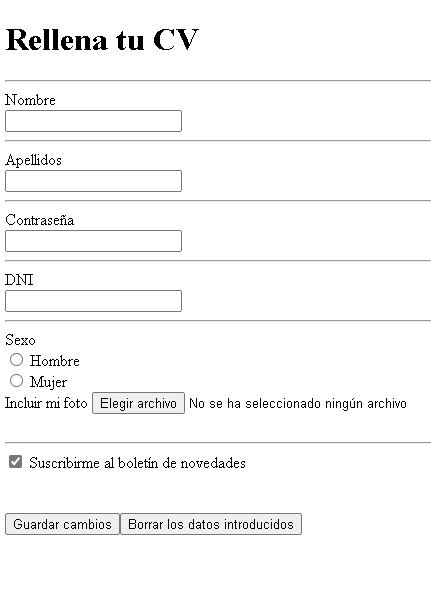 Rellena tu CV
Nombre
Apellidos
Contraseña
DNI
Sexo
Hombre
Mujer
Incluir mi foto Elegir archivo No se ha seleccionado ningún archivo
Suscribirme al boletín de novedades
Guardar cambios Borrar los datos introducidos